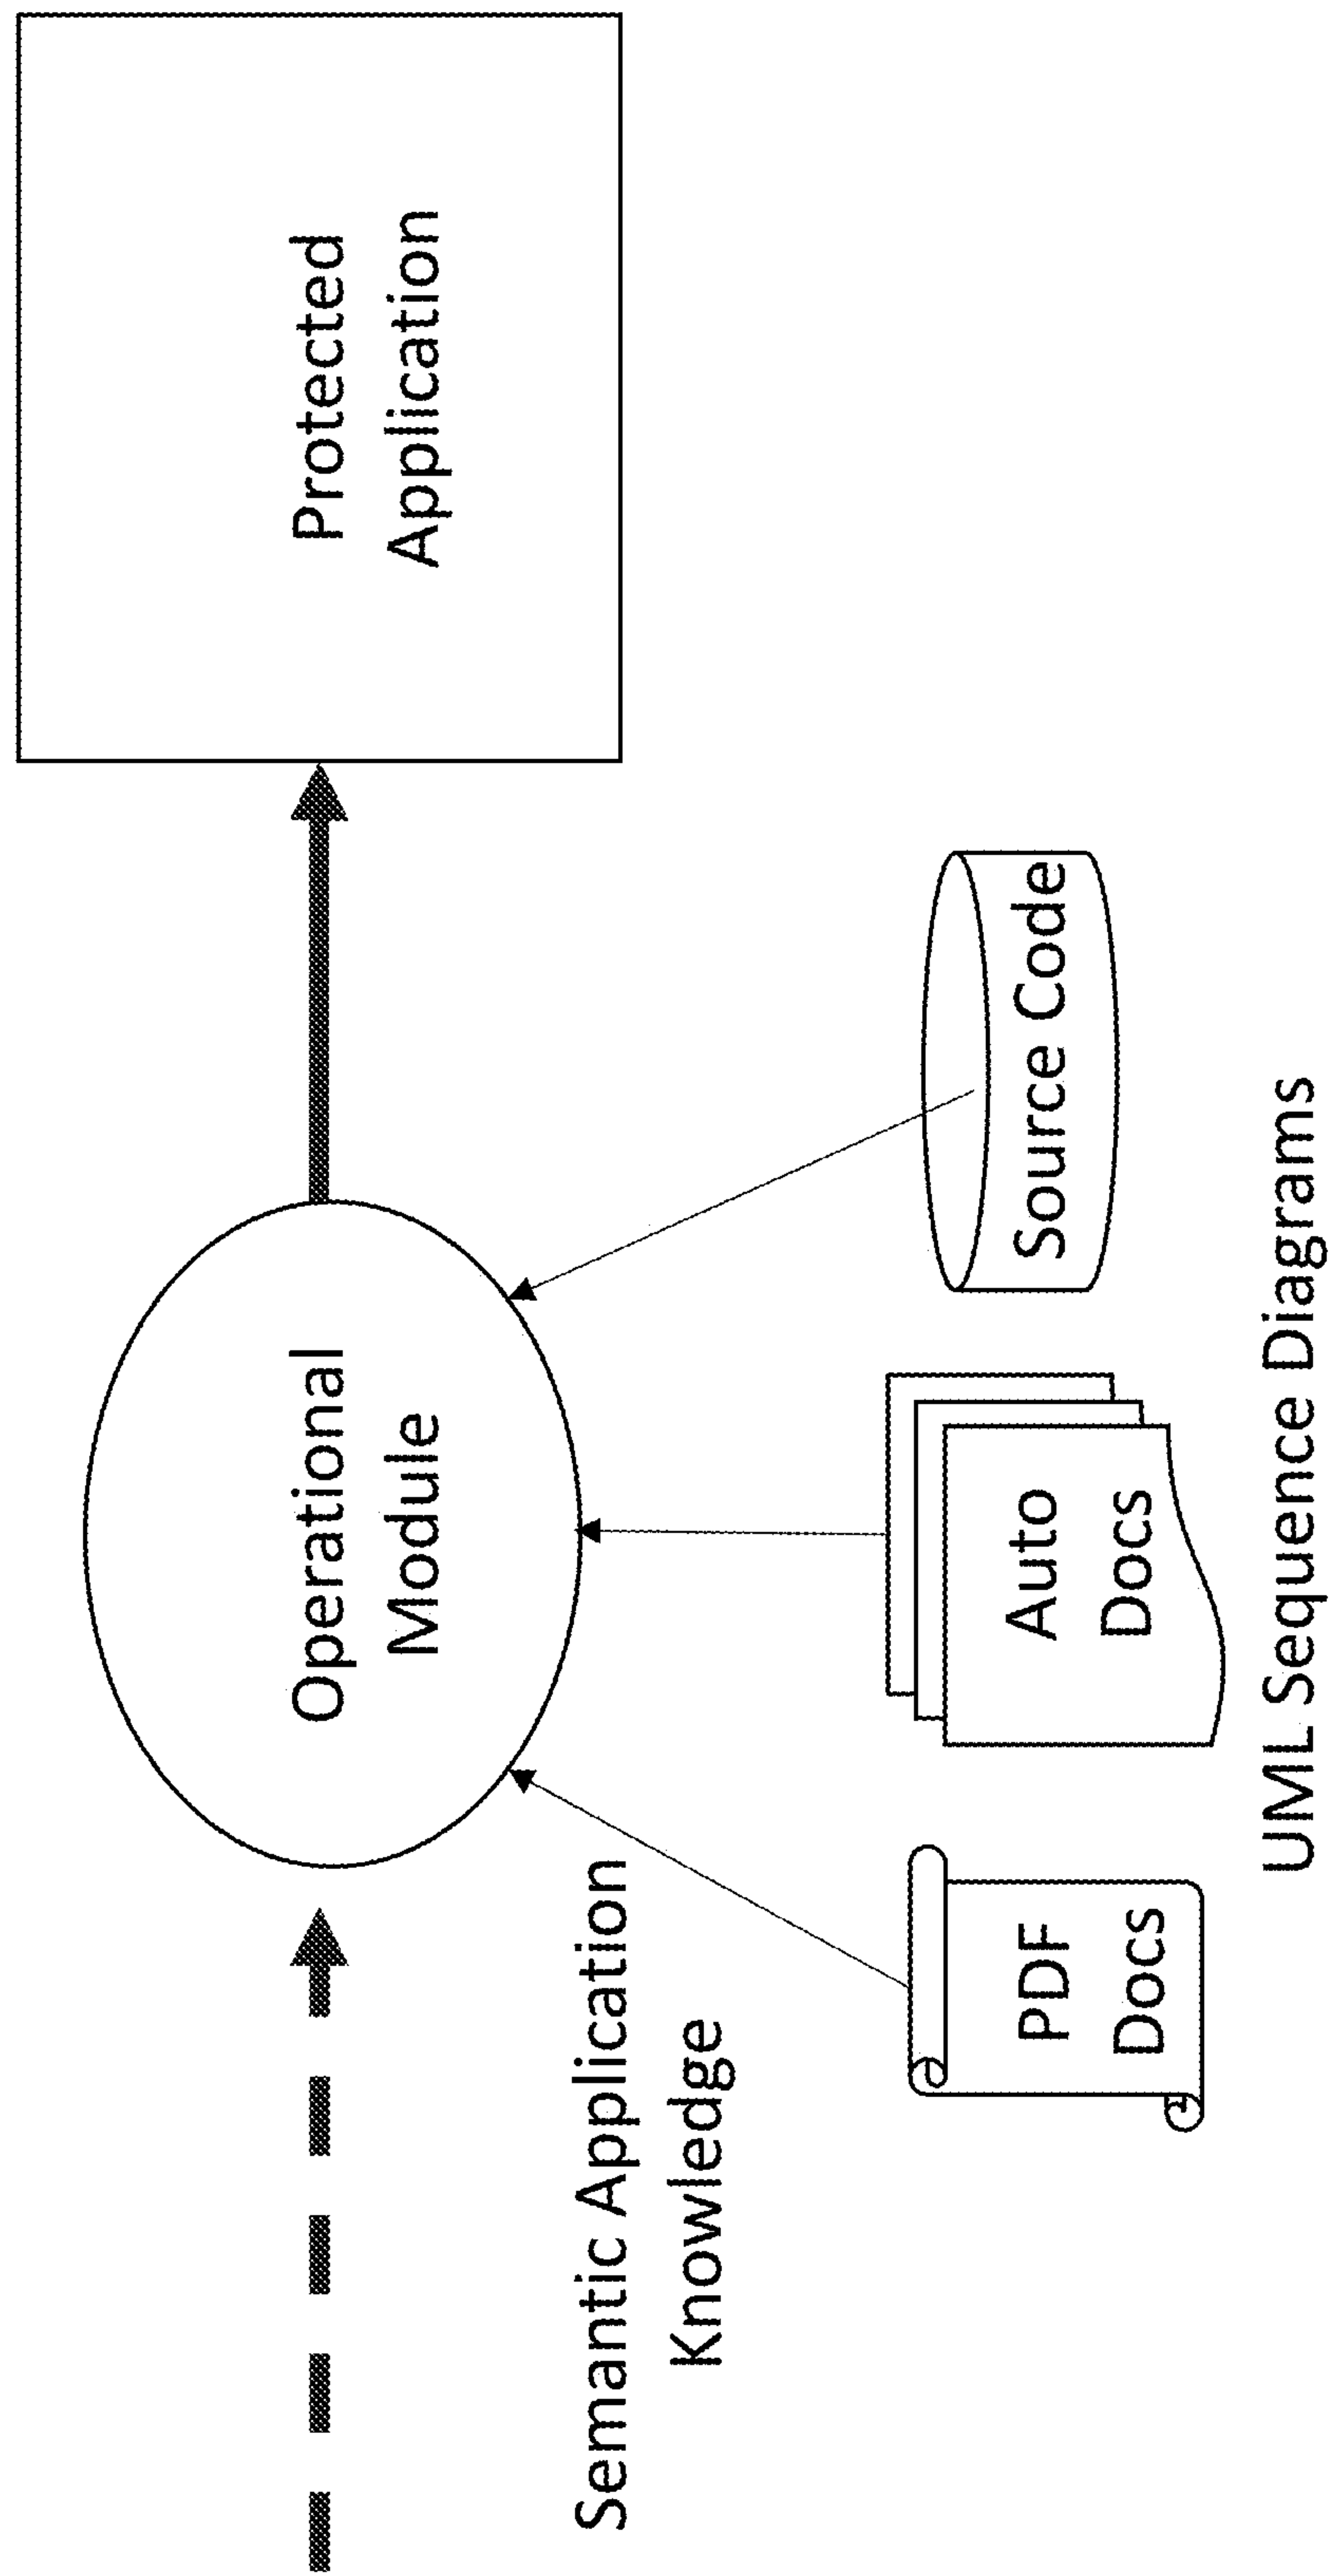 Operational
Module
Protected
Application
Semantic Application
Knowledge
PDF
Docs
Auto
Docs
Source Code
UML Sequence Diagrams